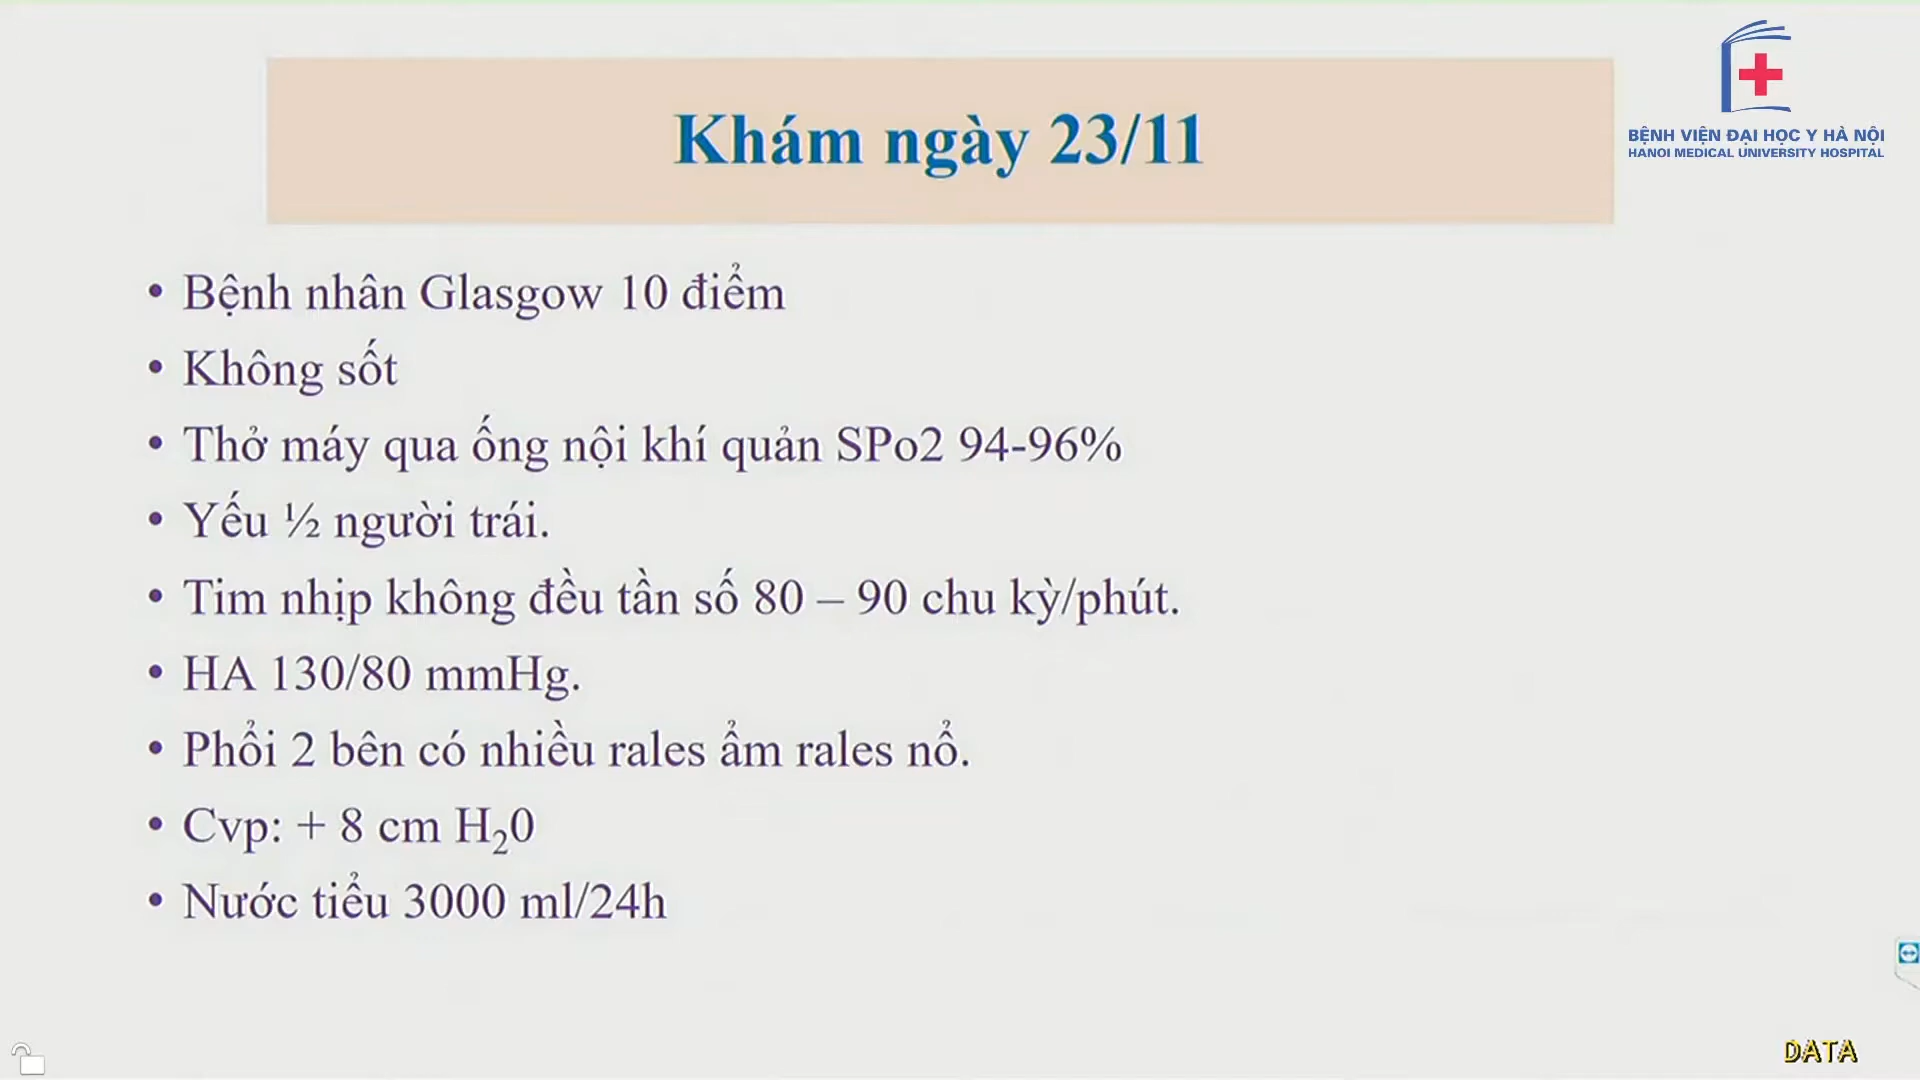 Khám ngày 23/11
BỆNH VIỆN ĐẠI HỌC Y HÀ NỘI
HANOI MEDICAL UNIVERSITY HOSPITAL
• Bệnh nhân Glasgow 10 điểm
• Không sốt
• Thở máy qua ống nội khí quản SPo2 94-96%
• Yếu ½ người trái.
• Tim nhịp không đều tần số 80 – 90 chu kỳ/phút.
• HA 130/80 mmHg.
• Phổi 2 bên có nhiều rales ẩm rales nổ.
• Cvp: + 8 cm H₂0
• Nước tiểu 3000 ml/24h
DATA